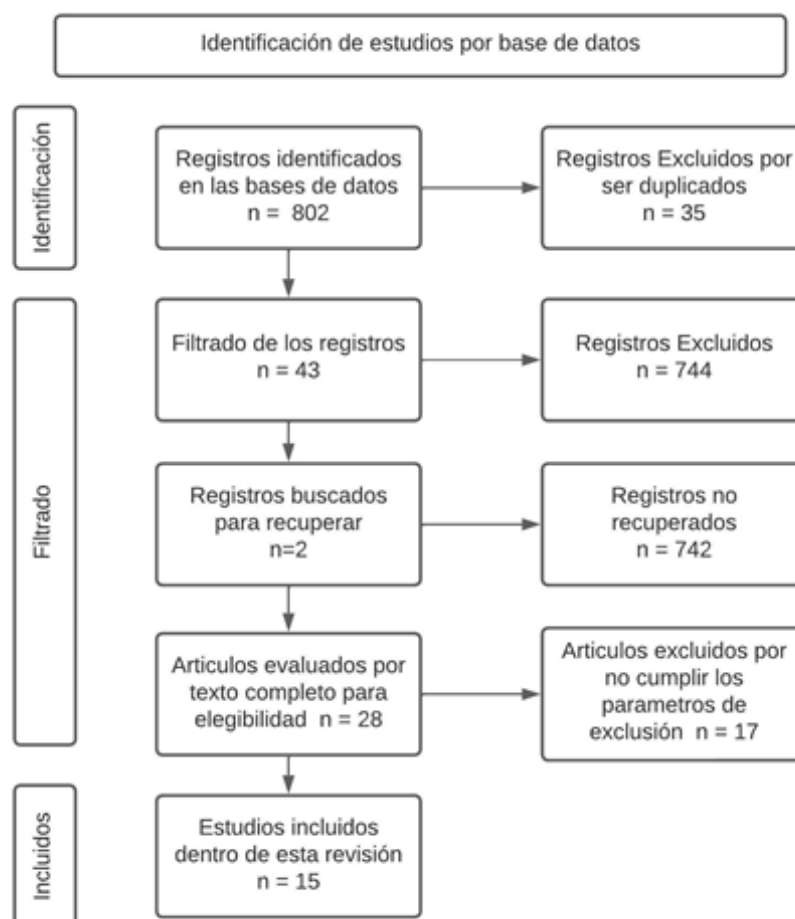 Identificación de estudios por base de datos
Identificación
Registros identificados
en las bases de datos
n = 802
Registros Excluidos por
ser duplicados
n = 35
Filtrado
Filtrado de los registros
n = 43
Registros Excluidos
n = 744
Registros buscados
para recuperar
n=2
Registros no
recuperados
n = 742
Articulos evaluados por
texto completo para
elegibilidad n = 28
Articulos excluidos por
no cumplir los
parametros de
exclusión n = 17
Incluidos
Estudios incluidos
dentro de esta revisión
n = 15